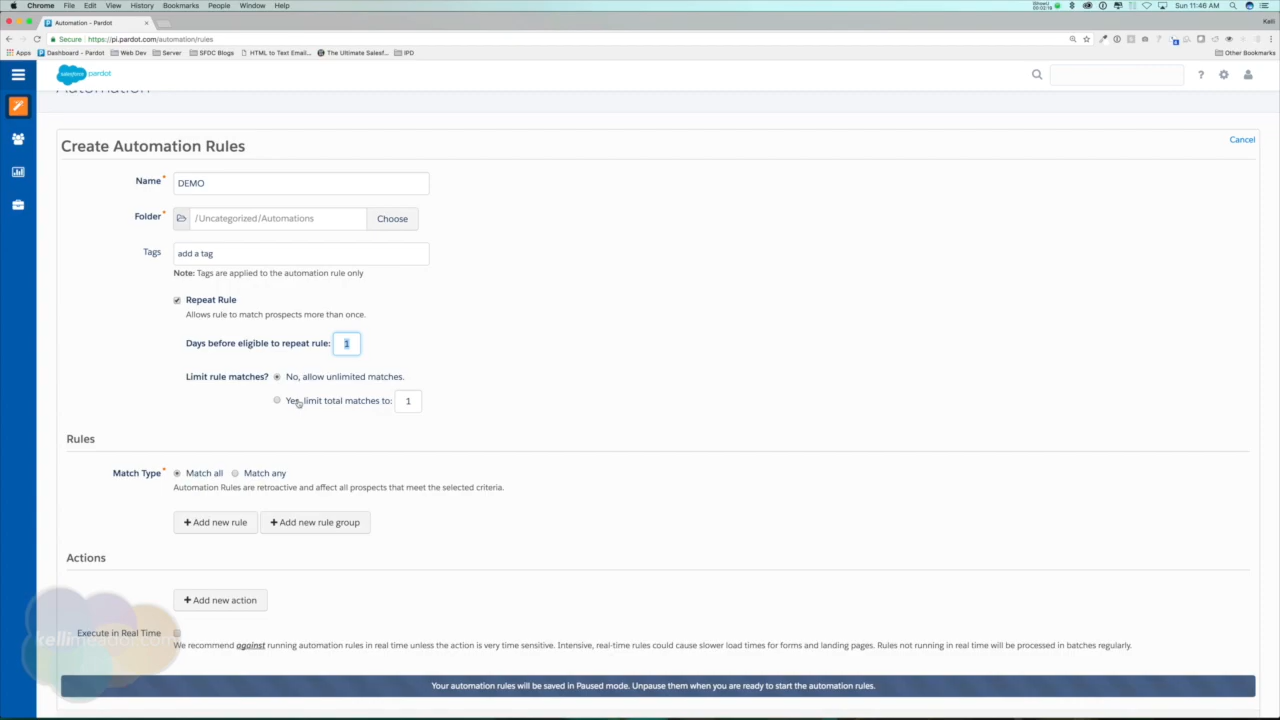 Chrome File Edit View History Bookmarks People Window Help
Sun 11:46 AM
Automation - Pardot
Kelli
Secure https://pi.pardot.com/automation/rules
Apps Dashboard - Pardot Web Dev Server SFDC Blogs HTML to Text Email... The Ultimate Salesf... IPD Other Bookmarks
salesforce pardot
Automation
Create Automation Rules
Cancel
Name* DEMO
Folder* /Uncategorized/Automations Choose
Tags add a tag
Note: Tags are applied to the automation rule only
Repeat Rule
Allows rule to match prospects more than once.
Days before eligible to repeat rule: 1
Limit rule matches? No, allow unlimited matches.
Yes, limit total matches to: 1
Rules
Match Type* Match all Match any
Automation Rules are retroactive and affect all prospects that meet the selected criteria.
+ Add new rule + Add new rule group
Actions
+ Add new action
Execute in Real Time
kellimeador.com
We recommend against running automation rules in real time unless the action is very time sensitive. Intensive, real-time rules could cause slower load times for forms and landing pages. Rules not running in real time will be processed in batches regularly.
Your automation rules will be saved in Paused mode. Unpause them when you are ready to start the automation rules.